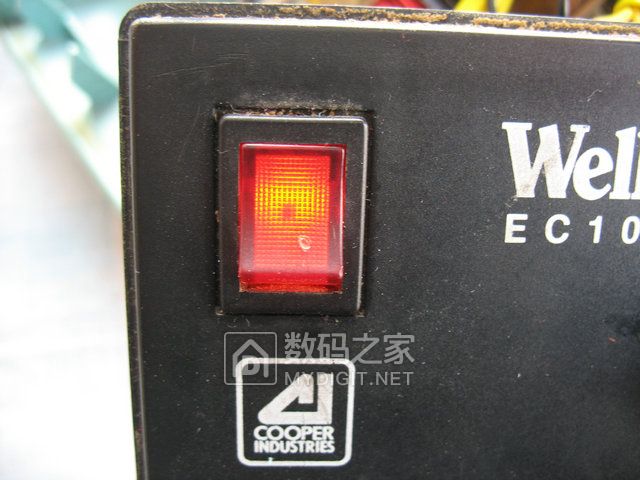 Well
EC10
数码之家
MYDIGIT.NET
COOPER
INDUSTRIES